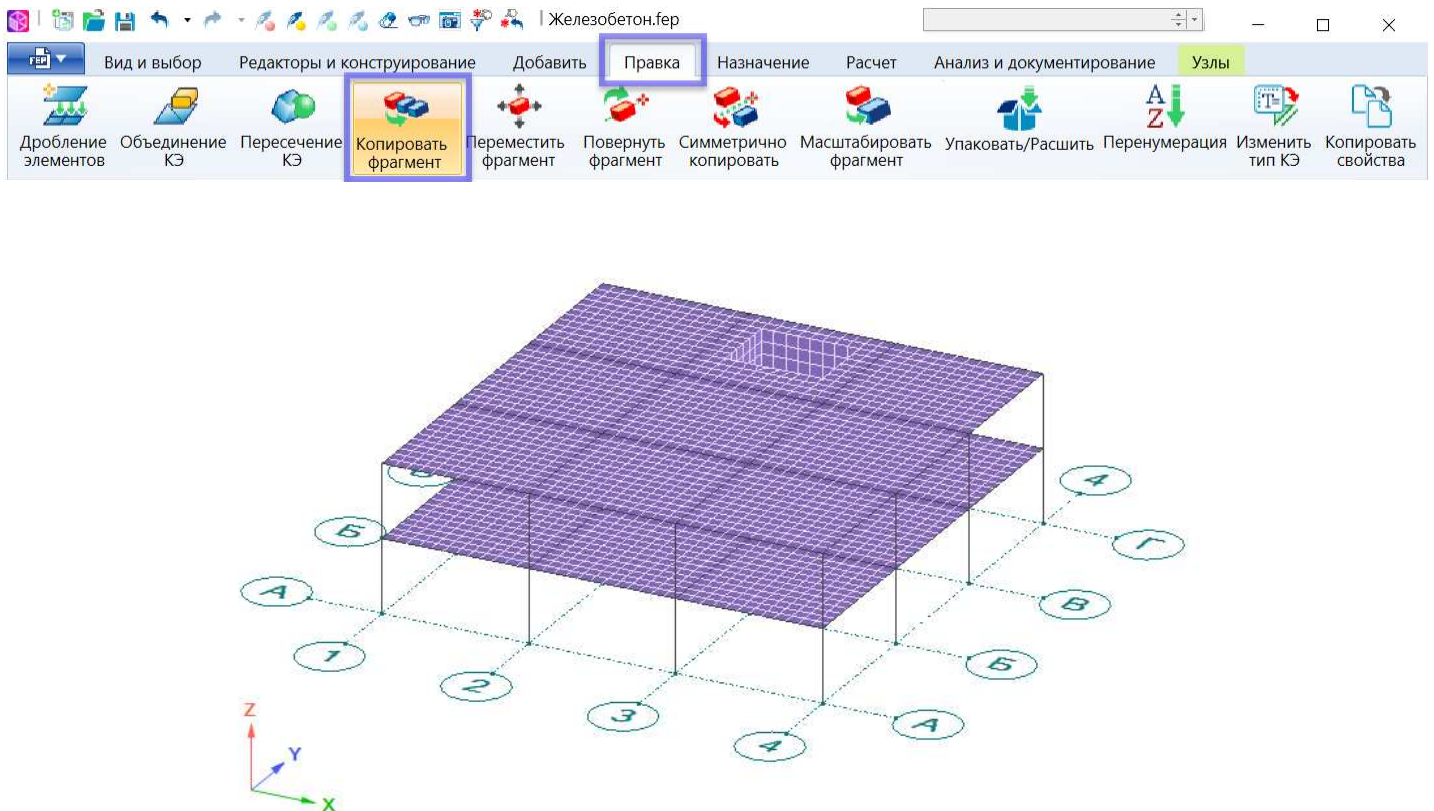 Железобетон.fep
FEP
Вид и выбор Редакторы и конструирование Добавить Правка Назначение Расчет Анализ и документирование Узлы
Дробление элементов
Объединение КЭ
Пересечение КЭ
Копировать фрагмент
Переместить фрагмент
Повернуть фрагмент
Симметрично копировать
Масштабировать фрагмент
Упаковать/Расшить
A
Z
Перенумерация
T=
Изменить тип КЭ
Копировать свойства
4
Б
Г
А
В
1
Б
2
3
А
4
Z
Y
X